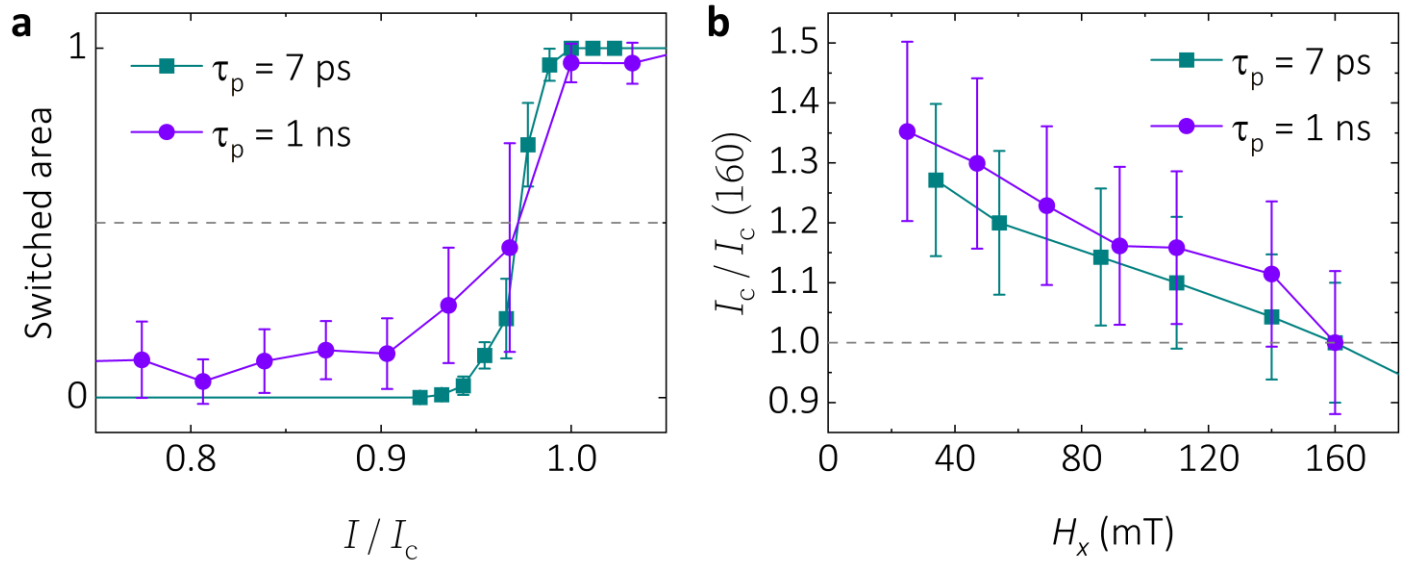 a
1
τp = 7 ps
τp = 1 ns
Switched area
0
0.8 0.9 1.0
I / Ic
b
1.5
τp = 7 ps
1.4
τp = 1 ns
1.3
1.2
1.1
1.0
0.9
Ic / Ic (160)
0 40 80 120 160
Hx (mT)